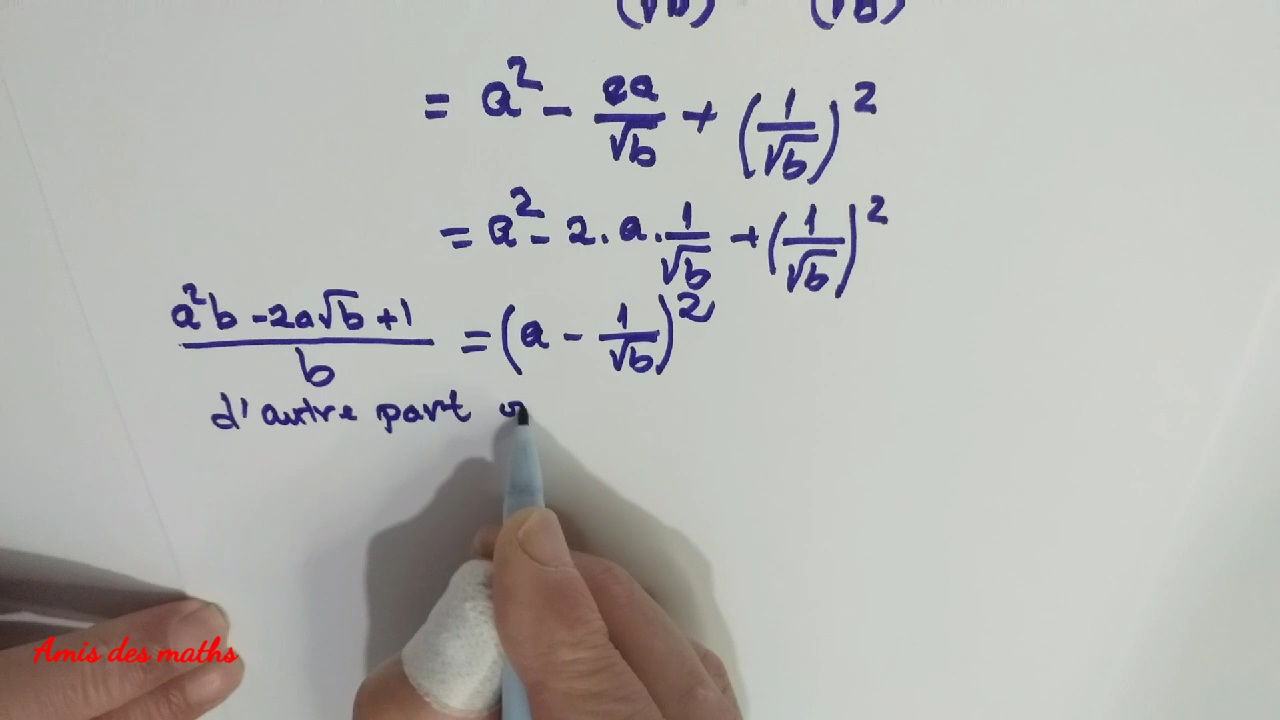 (√b) (√b)
= a² - 2a/√b + (1/√b)²
= a² - 2.a.1/√b + (1/√b)²
a²b - 2a√b + 1/b = (a - 1/√b)²
d'autre part
Amis des maths